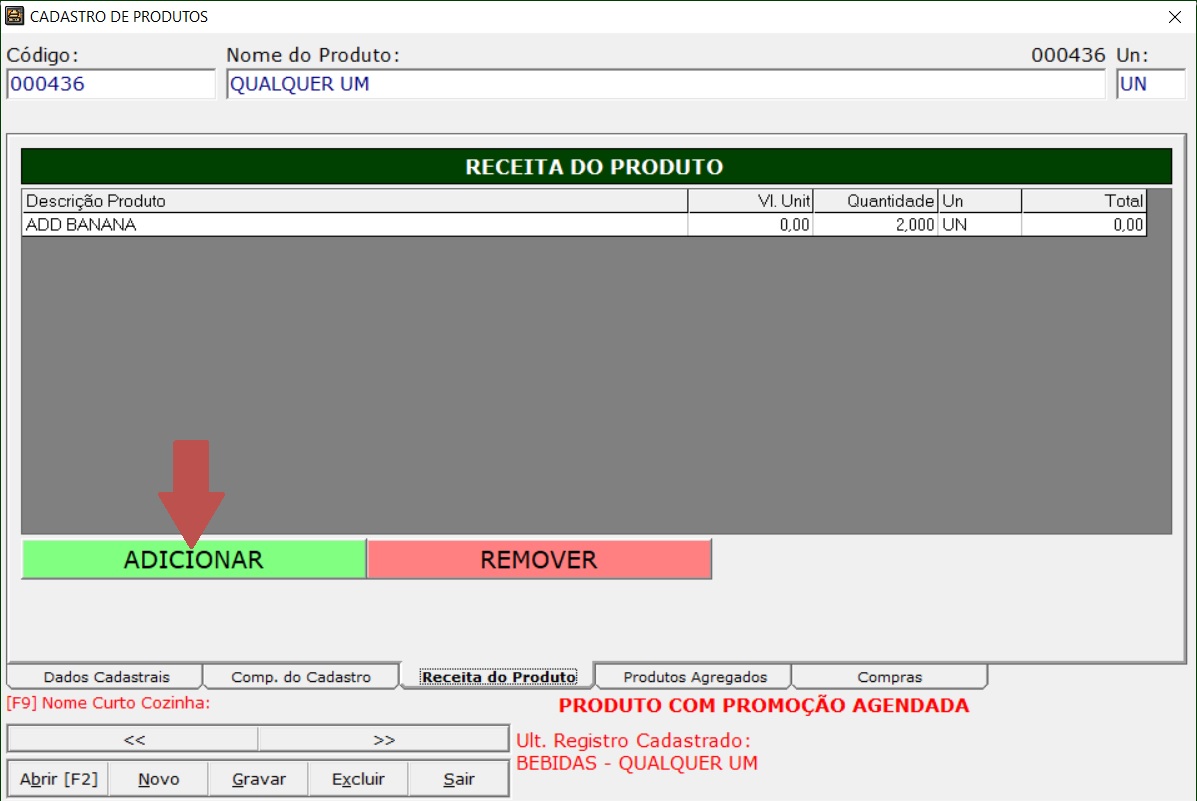 CADASTRO DE PRODUTOS
Código: Nome do Produto: 000436 Un:
000436 QUALQUER UM UN
RECEITA DO PRODUTO
Descrição Produto Vl. Unit Quantidade Un Total
ADD BANANA 0,00 2,000 UN 0,00
ADICIONAR REMOVER
Dados Cadastrais Comp. do Cadastro Receita do Produto Produtos Agregados Compras
[F9] Nome Curto Cozinha: PRODUTO COM PROMOÇÃO AGENDADA
<< >> Ult. Registro Cadastrado:
BEBIDAS - QUALQUER UM
Abrir [F2] Novo Gravar Excluir Sair